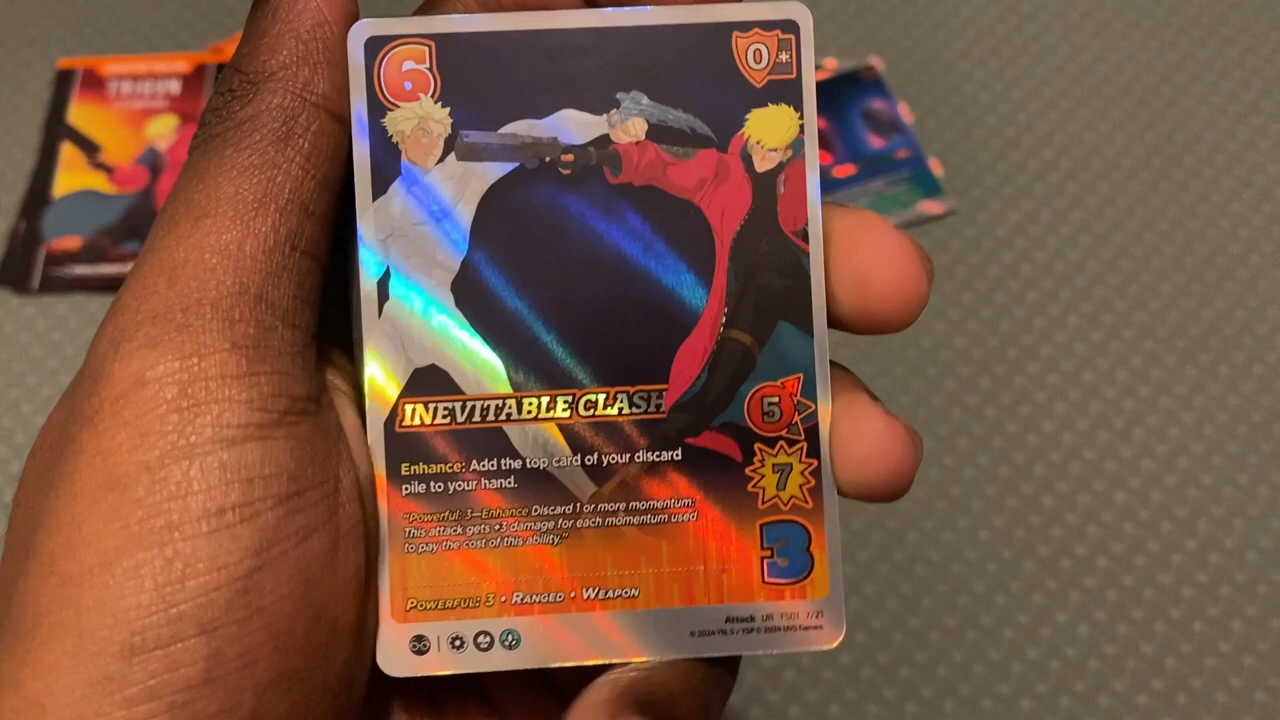 TRIGUN
6
0+
INEVITABLE CLASH
5
Enhance: Add the top card of your discard
pile to your hand.
7
"Powerful: 3—Enhance Discard 1 or more momentum:
This attack gets +3 damage for each momentum used
to pay the cost of this ability."
3
POWERFUL: 3 • RANGED • WEAPON
Attack UR TS01 7/21
© 2024 YN, S / TSP © 2024 UVS Games